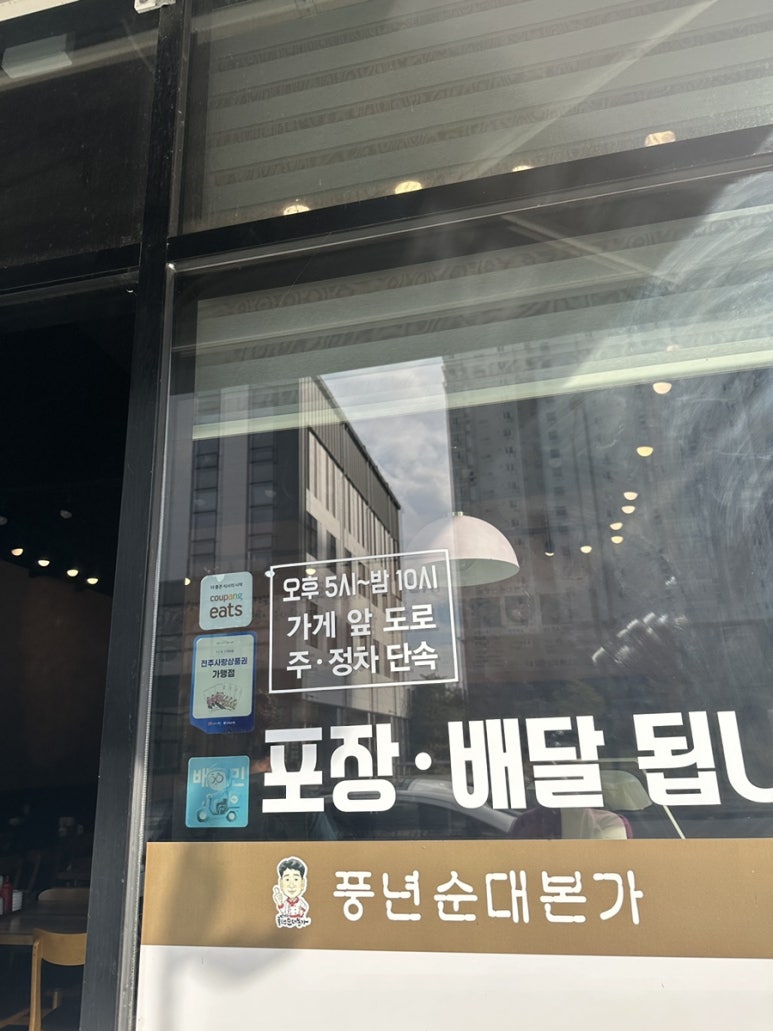 coupang
eats
오후 5시~밤 10시
가게 앞 도로
주·정차 단속
전주사랑상품권
가맹점
포장·배달 됩니
풍년순대본가